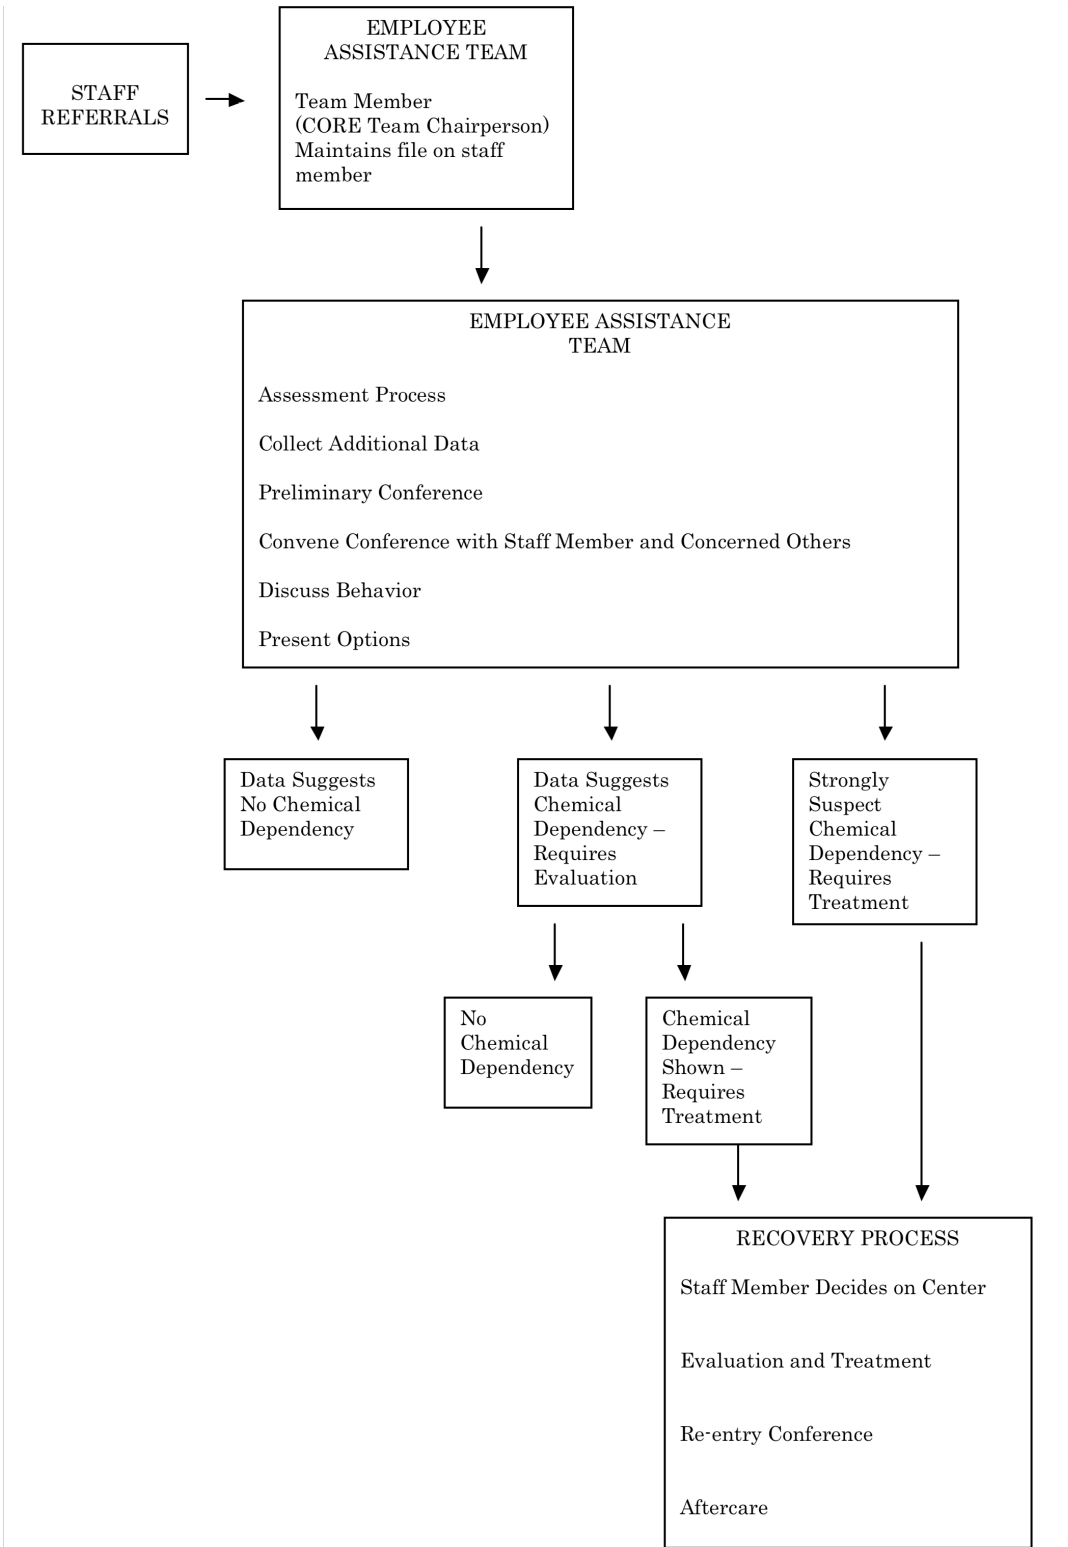 STAFF
REFERRALS
EMPLOYEE
ASSISTANCE TEAM
Team Member
(CORE Team Chairperson)
Maintains file on staff
member
EMPLOYEE ASSISTANCE
TEAM
Assessment Process
Collect Additional Data
Preliminary Conference
Convene Conference with Staff Member and Concerned Others
Discuss Behavior
Present Options
Data Suggests
No Chemical
Dependency
Data Suggests
Chemical
Dependency –
Requires
Evaluation
Strongly
Suspect
Chemical
Dependency –
Requires
Treatment
No
Chemical
Dependency
Chemical
Dependency
Shown –
Requires
Treatment
RECOVERY PROCESS
Staff Member Decides on Center
Evaluation and Treatment
Re-entry Conference
Aftercare